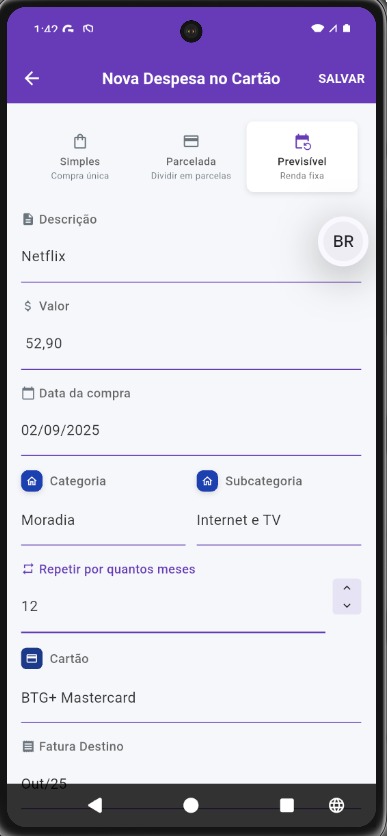 1:42
Nova Despesa no Cartão
SALVAR
Simples
Parcelada
Previsível
Compra única
Dividir em parcelas
Renda fixa
Descrição
BR
Netflix
$ Valor
52,90
Data da compra
02/09/2025
Categoria
Subcategoria
Moradia
Internet e TV
Repetir por quantos meses
12
Cartão
BTG+ Mastercard
Fatura Destino
Out/25